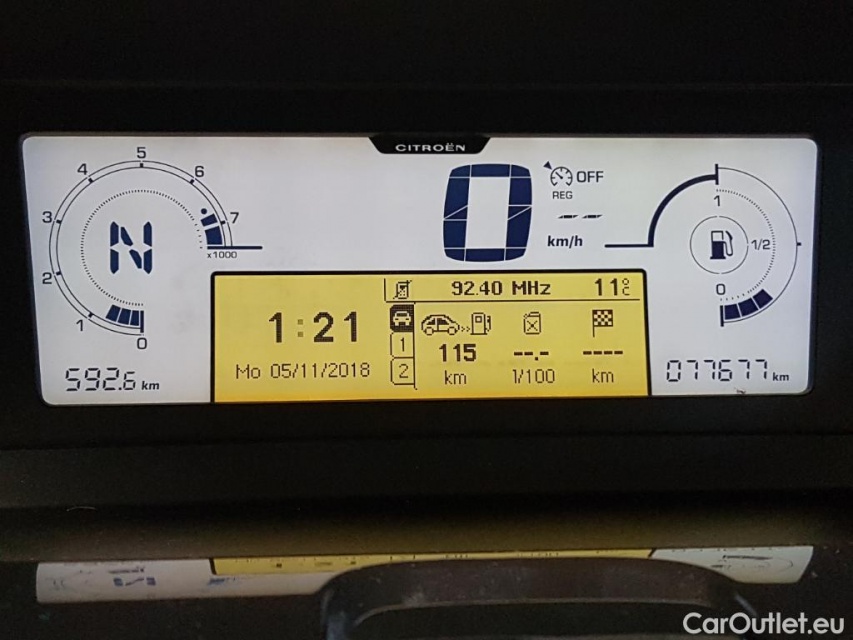 CITROËN
5
4
6
3
7
x1000
2
1
0
N
592.6 km
0
OFF
REG
-- --
km/h
92.40 MHz
11°C
1:21
Mo 05/11/2018
1
2
115
km
--.-
l/100
----
km
1
1/2
0
077677 km
CarOutlet.eu